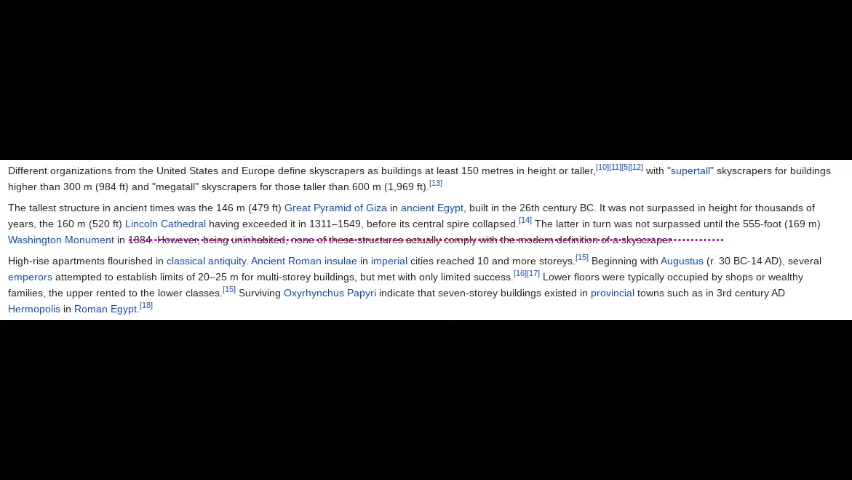 Different organizations from the United States and Europe define skyscrapers as buildings at least 150 metres in height or taller,[10][11][5][12] with "supertall" skyscrapers for buildings
higher than 300 m (984 ft) and "megatall" skyscrapers for those taller than 600 m (1,969 ft).[13]
The tallest structure in ancient times was the 146 m (479 ft) Great Pyramid of Giza in ancient Egypt, built in the 26th century BC. It was not surpassed in height for thousands of
years, the 160 m (520 ft) Lincoln Cathedral having exceeded it in 1311–1549, before its central spire collapsed.[14] The latter in turn was not surpassed until the 555-foot (169 m)
Washington Monument in 1884. However, being uninhabited, none of these structures actually comply with the modern definition of a skyscraper.
High-rise apartments flourished in classical antiquity. Ancient Roman insulae in imperial cities reached 10 and more storeys.[15] Beginning with Augustus (r. 30 BC-14 AD), several
emperors attempted to establish limits of 20–25 m for multi-storey buildings, but met with only limited success.[16][17] Lower floors were typically occupied by shops or wealthy
families, the upper rented to the lower classes.[15] Surviving Oxyrhynchus Papyri indicate that seven-storey buildings existed in provincial towns such as in 3rd century AD
Hermopolis in Roman Egypt.[18]